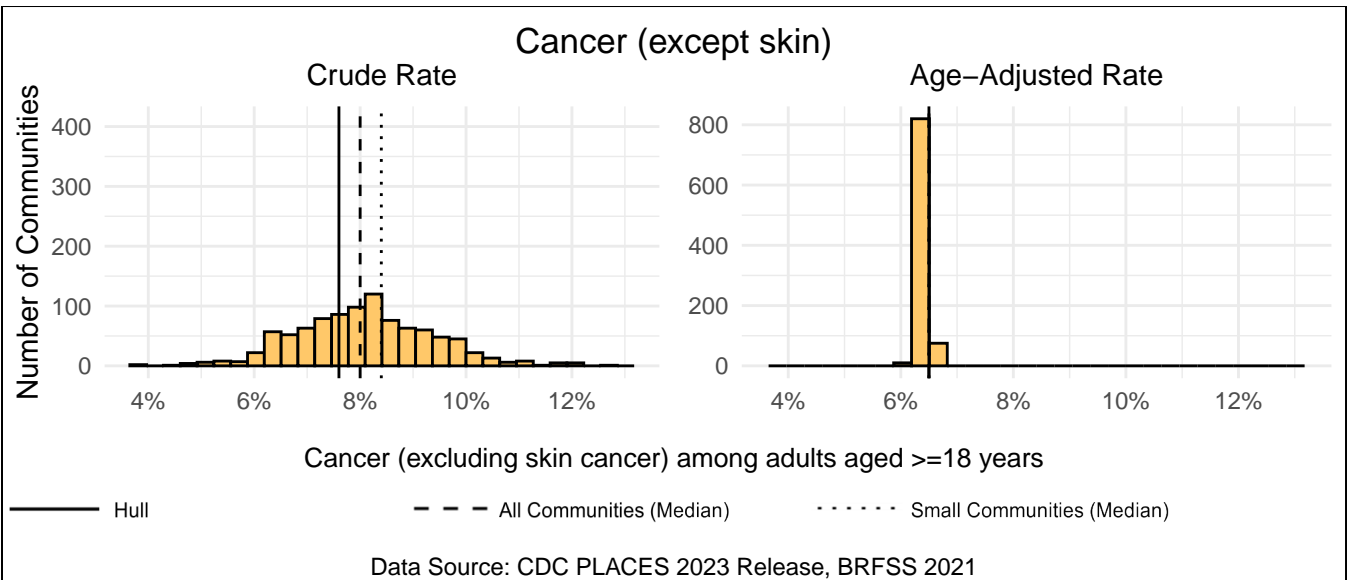 Cancer (except skin)
Crude Rate
Age−Adjusted Rate
Number of Communities
400
300
200
100
0
4%
6%
8%
10%
12%
800
600
400
200
0
4%
6%
8%
10%
12%
Cancer (excluding skin cancer) among adults aged >=18 years
Hull
All Communities (Median)
Small Communities (Median)
Data Source: CDC PLACES 2023 Release, BRFSS 2021